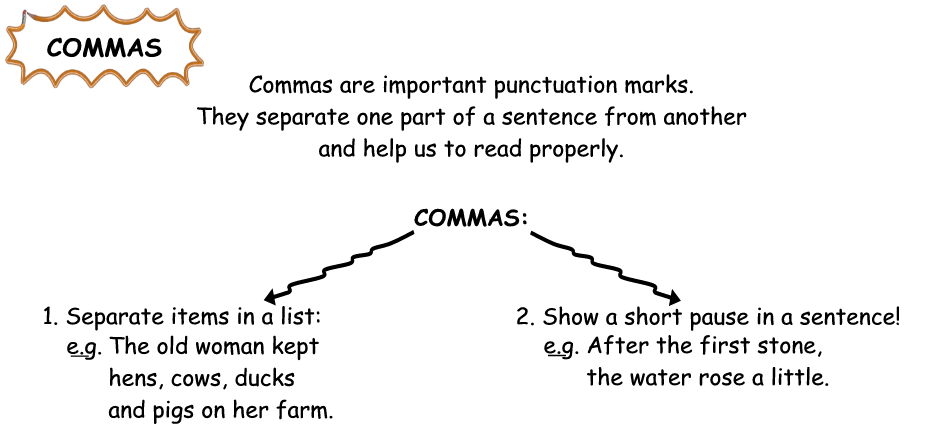 COMMAS
Commas are important punctuation marks.
They separate one part of a sentence from another
and help us to read properly.
COMMAS:
1. Separate items in a list:
e.g. The old woman kept
hens, cows, ducks
and pigs on her farm.
2. Show a short pause in a sentence!
e.g. After the first stone,
the water rose a little.